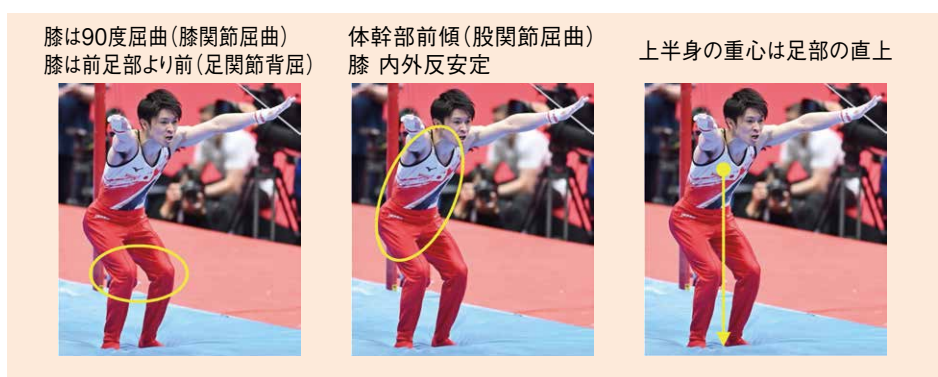 膝は90度屈曲(膝関節屈曲)
膝は前足部より前(足関節背屈)
体幹部前傾(股関節屈曲)
膝 内外反安定
上半身の重心は足部の直上